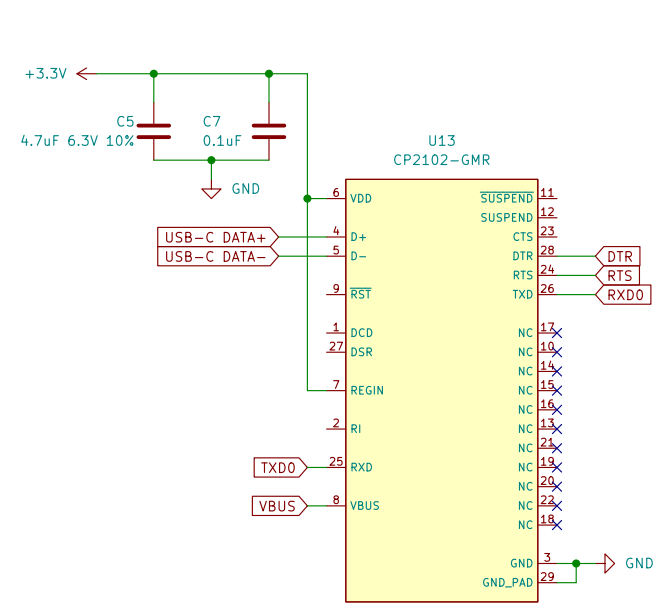 +3.3V
C5
4.7uF 6.3V 10%
C7
0.1uF
GND
U13
CP2102-GMR
6 VDD
SUSPEND 11
SUSPEND 12
USB-C DATA+ 4 D+
CTS 23
USB-C DATA- 5 D-
DTR 28 DTR
RTS 24 RTS
9 RST
TXD 26 RXD0
1 DCD
NC 17
27 DSR
NC 10
NC 14
7 REGIN
NC 15
NC 16
2 RI
NC 13
NC 21
TXD0 25 RXD
NC 19
NC 20
VBUS 8 VBUS
NC 22
NC 18
GND 3 GND
GND_PAD 29